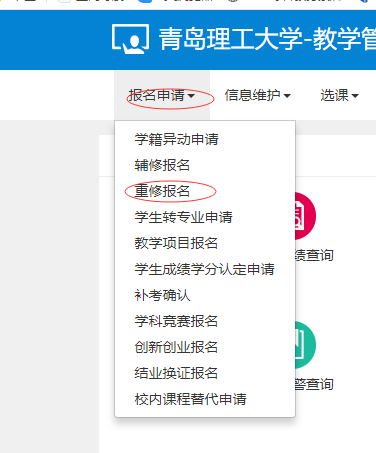 青岛理工大学-教学管
报名申请 信息维护 选课
学籍异动申请
辅修报名
重修报名
学生转专业申请
教学项目报名
学生成绩学分认定申请
绩查询
补考确认
学科竞赛报名
创新创业报名
结业换证报名
警查询
校内课程替代申请